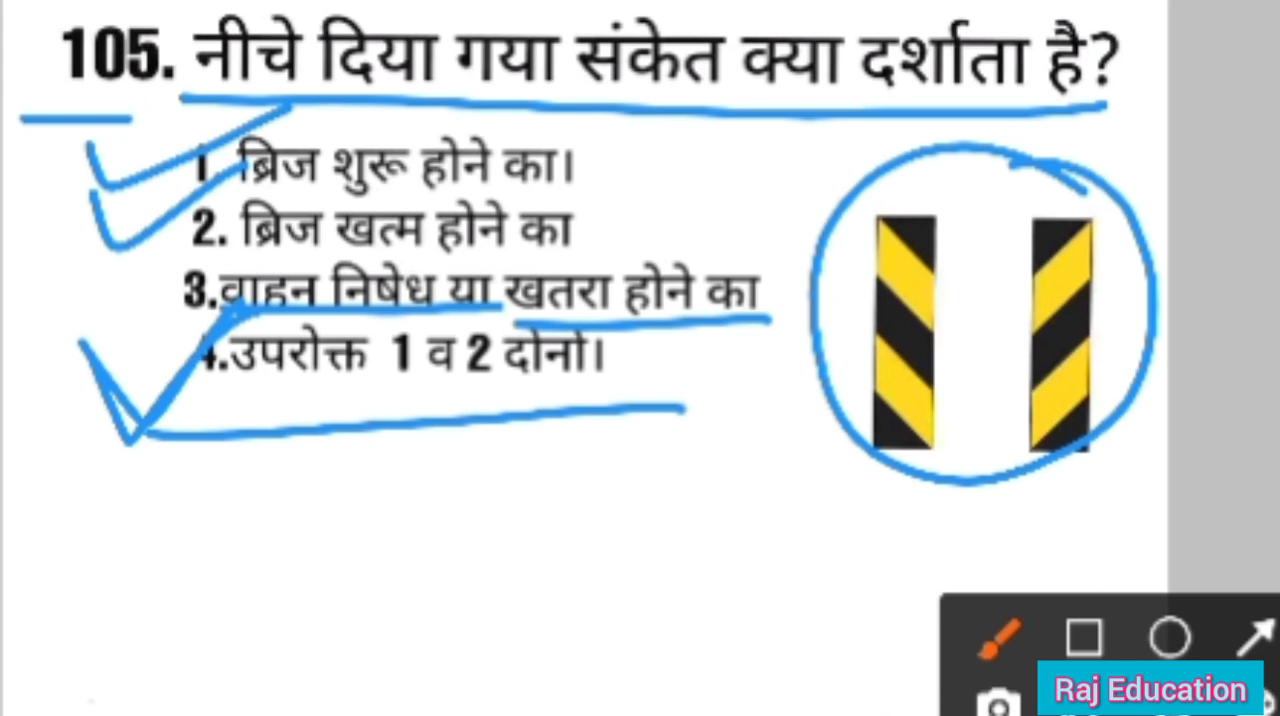 105. नीचे दिया गया संकेत क्या दर्शाता है?
1. ब्रिज शुरू होने का।
2. ब्रिज खत्म होने का
3.वाहन निषेध या खतरा होने का
4.उपरोक्त 1 व 2 दोनो।
Raj Education